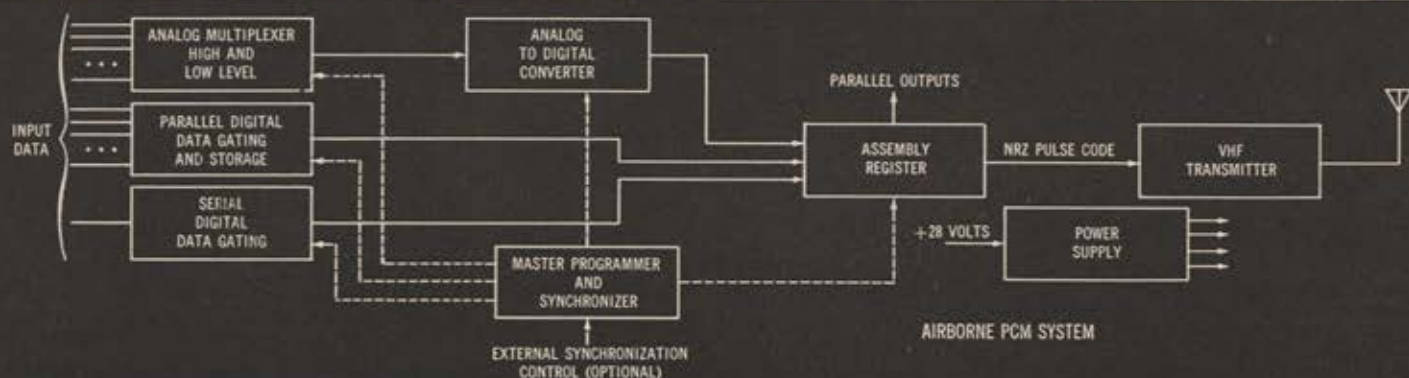 ANALOG MULTIPLEXER
HIGH AND
LOW LEVEL
ANALOG
TO DIGITAL
CONVERTER
PARALLEL OUTPUTS
INPUT
DATA
PARALLEL DIGITAL
DATA GATING
AND STORAGE
ASSEMBLY
REGISTER
NRZ PULSE CODE
VHF
TRANSMITTER
SERIAL
DIGITAL
DATA GATING
+28 VOLTS
POWER
SUPPLY
MASTER PROGRAMMER
AND
SYNCHRONIZER
AIRBORNE PCM SYSTEM
EXTERNAL SYNCHRONIZATION
CONTROL (OPTIONAL)